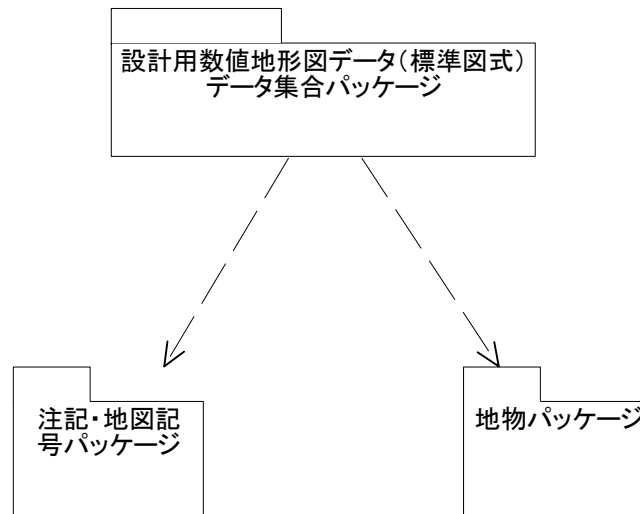 設計用数値地形図データ（標準図式）
データ集合パッケージ
注記・地図記
号パッケージ
地物パッケージ